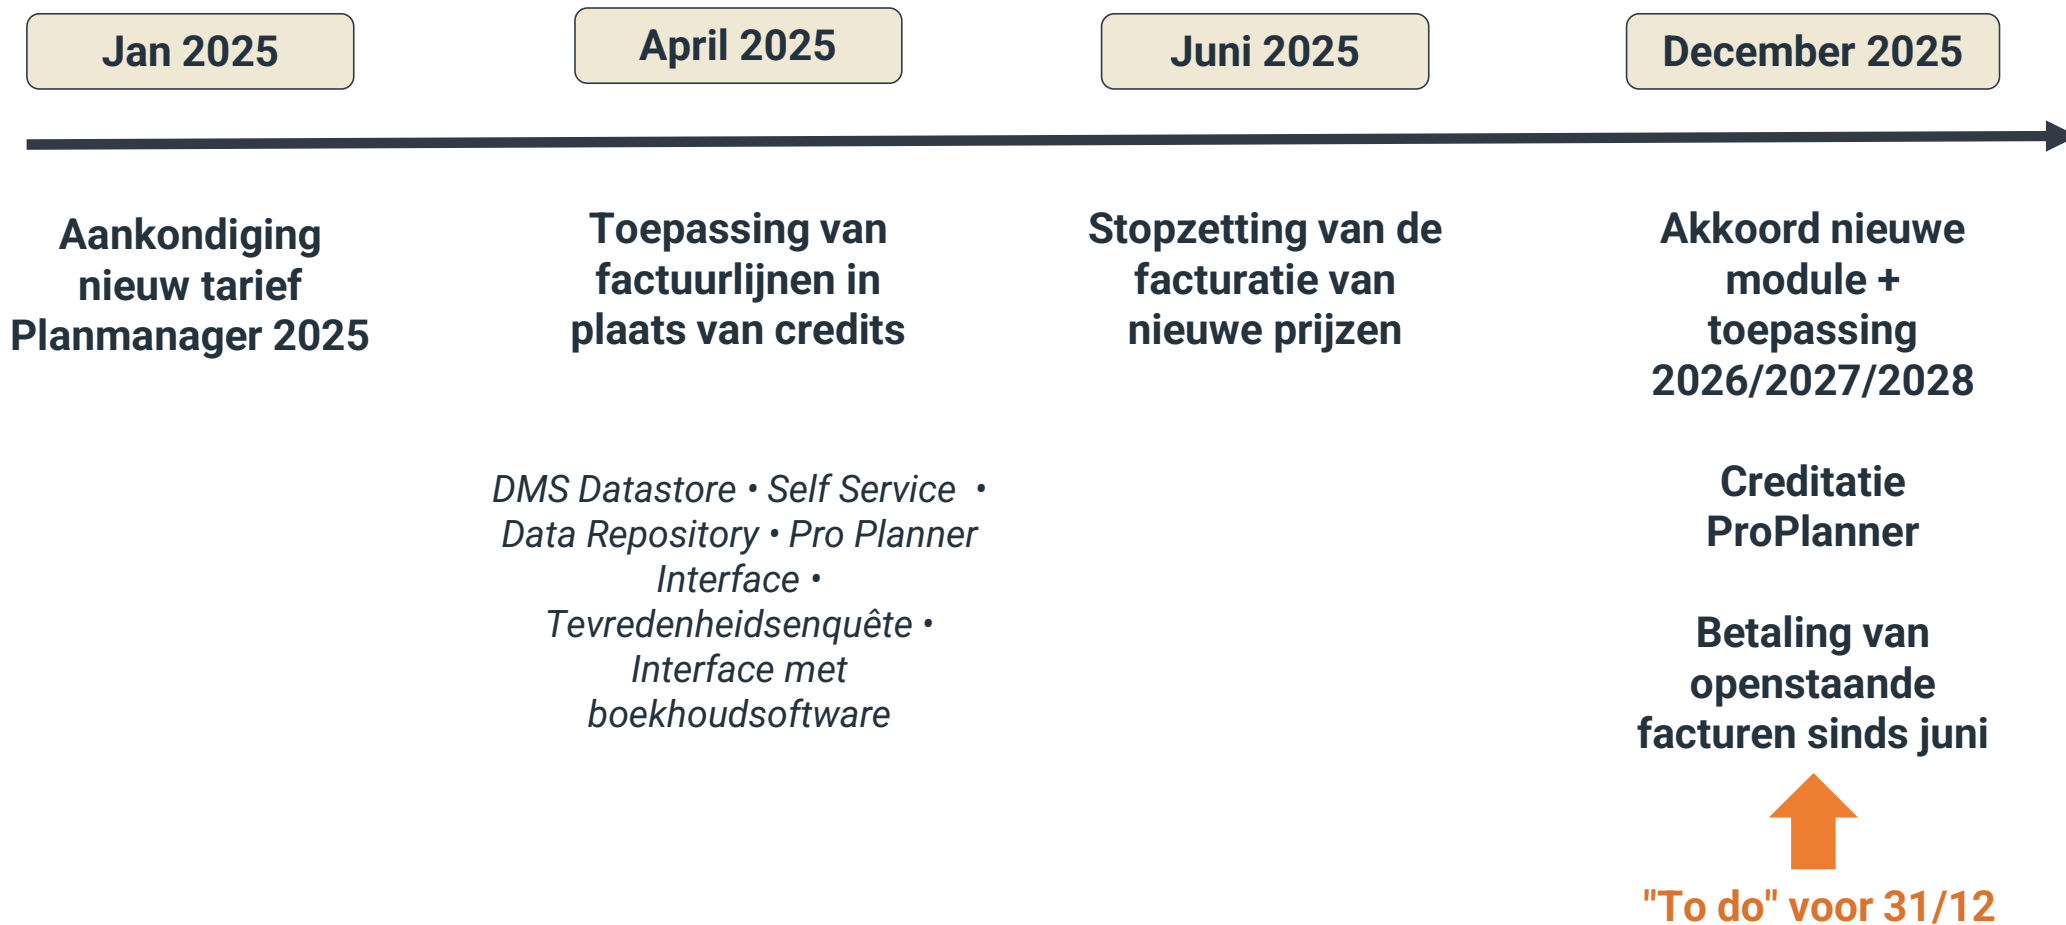 Jan 2025
April 2025
Juni 2025
December 2025
Aankondiging
nieuw tarief
Planmanager 2025
Toepassing van
factuurlijnen in
plaats van credits
DMS Datastore • Self Service •
Data Repository • Pro Planner
Interface •
Tevredenheidsenquête •
Interface met
boekhoudsoftware
Stopzetting van de
facturatie van
nieuwe prijzen
Akkoord nieuwe
module +
toepassing
2026/2027/2028
Creditatie
ProPlanner
Betaling van
openstaande
facturen sinds juni
"To do" voor 31/12